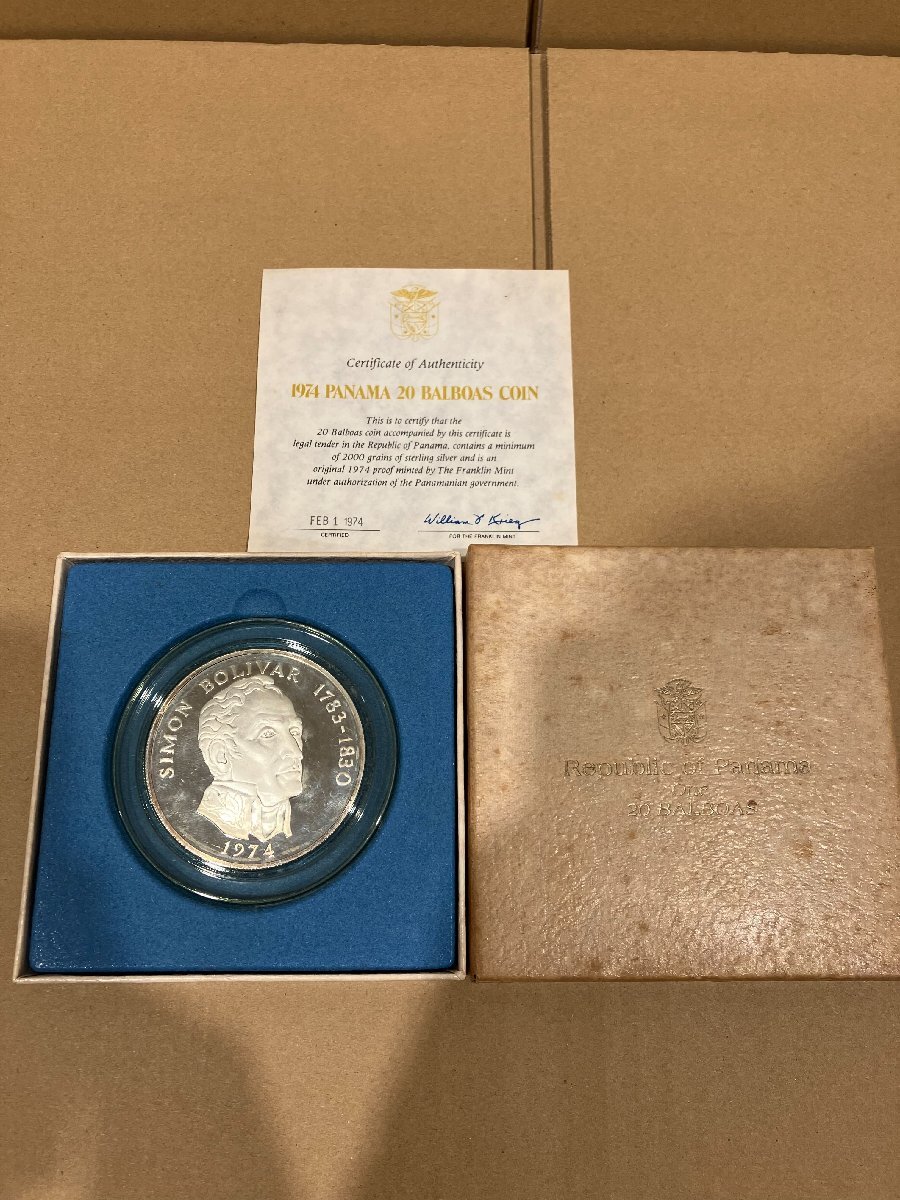 Certificate of Authenticity
1974 PANAMA 20 BALBOAS COIN
This is to certify that the
20 Balboas coin accompanied by this certificate is
legal tender in the Republic of Panama, contains a minimum
of 2000 grains of sterling silver and is an
original 1974 proof minted by The Franklin Mint
under authorization of the Panamanian government.
FEB 1 1974
CERTIFIED
FOR THE FRANKLIN MINT
SIMON BOLIVAR 1783-1830
1974
Republic of Panama
20 BALBOAS